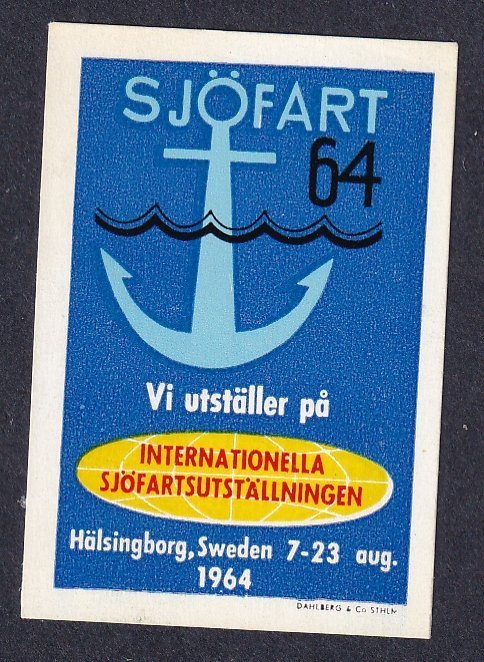 SJÖFART
64
Vi utställer på
INTERNATIONELLA
SJÖFARTSUTSTÄLLNINGEN
Hälsingborg, Sweden 7-23 aug.
1964
DAHLBERG & Co STHLM